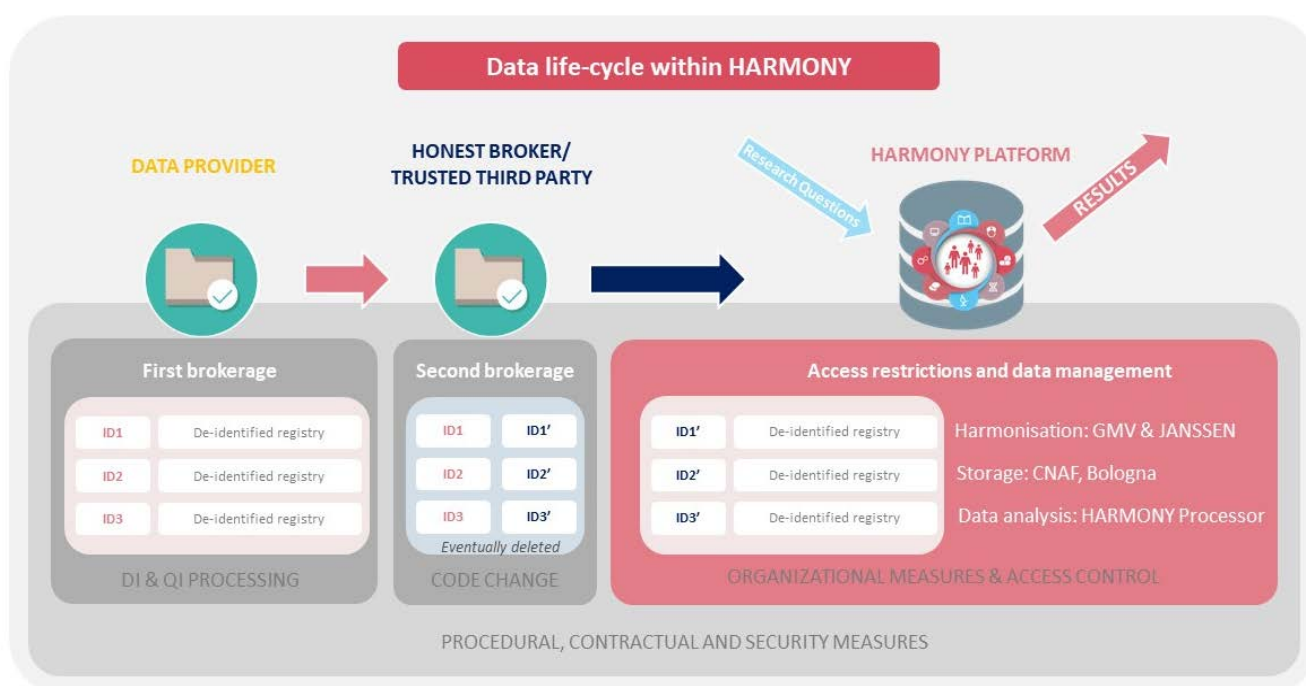 Data life-cycle within HARMONY
DATA PROVIDER
HONEST BROKER/
TRUSTED THIRD PARTY
Research Questions
HARMONY PLATFORM
RESULTS
First brokerage
ID1 De-identified registry
ID2 De-identified registry
ID3 De-identified registry
DI & QI PROCESSING
Second brokerage
ID1 ID1’
ID2 ID2’
ID3 ID3’
Eventually deleted
CODE CHANGE
Access restrictions and data management
ID1’ De-identified registry
ID2’ De-identified registry
ID3’ De-identified registry
Harmonisation: GMV & JANSSEN
Storage: CNAF, Bologna
Data analysis: HARMONY Processor
ORGANIZATIONAL MEASURES & ACCESS CONTROL
PROCEDURAL, CONTRACTUAL AND SECURITY MEASURES